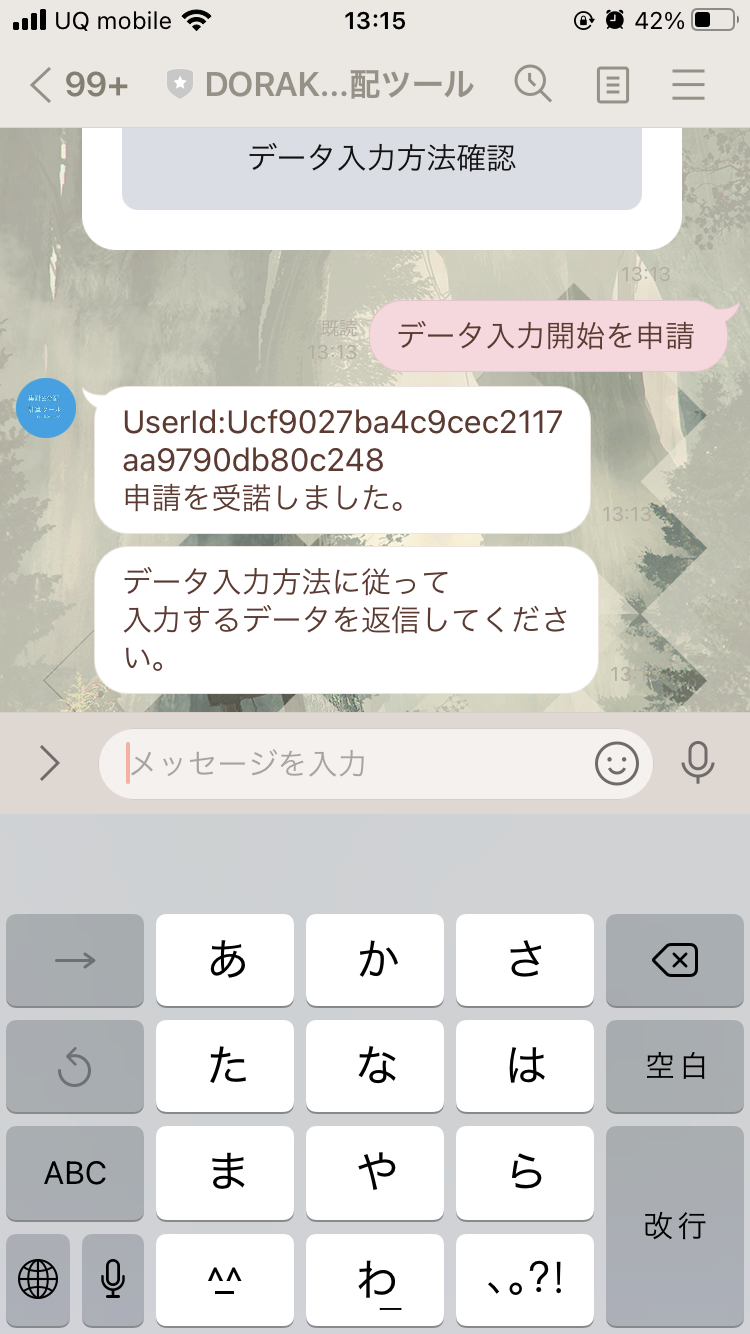 UQ mobile 13:15 42%
99+ DORAK...配ツール
データ入力方法確認
13:13
データ入力開始を申請
既読
13:13
UserId:Ucf9027ba4c9cec2117
aa9790db80c248
申請を受諾しました。
13:13
データ入力方法に従って
入力するデータを返信してくださ
い。
メッセージを入力
→ あ か さ
た な は 空白
ABC ま や ら 改行
^_^ わ_ 、。?!